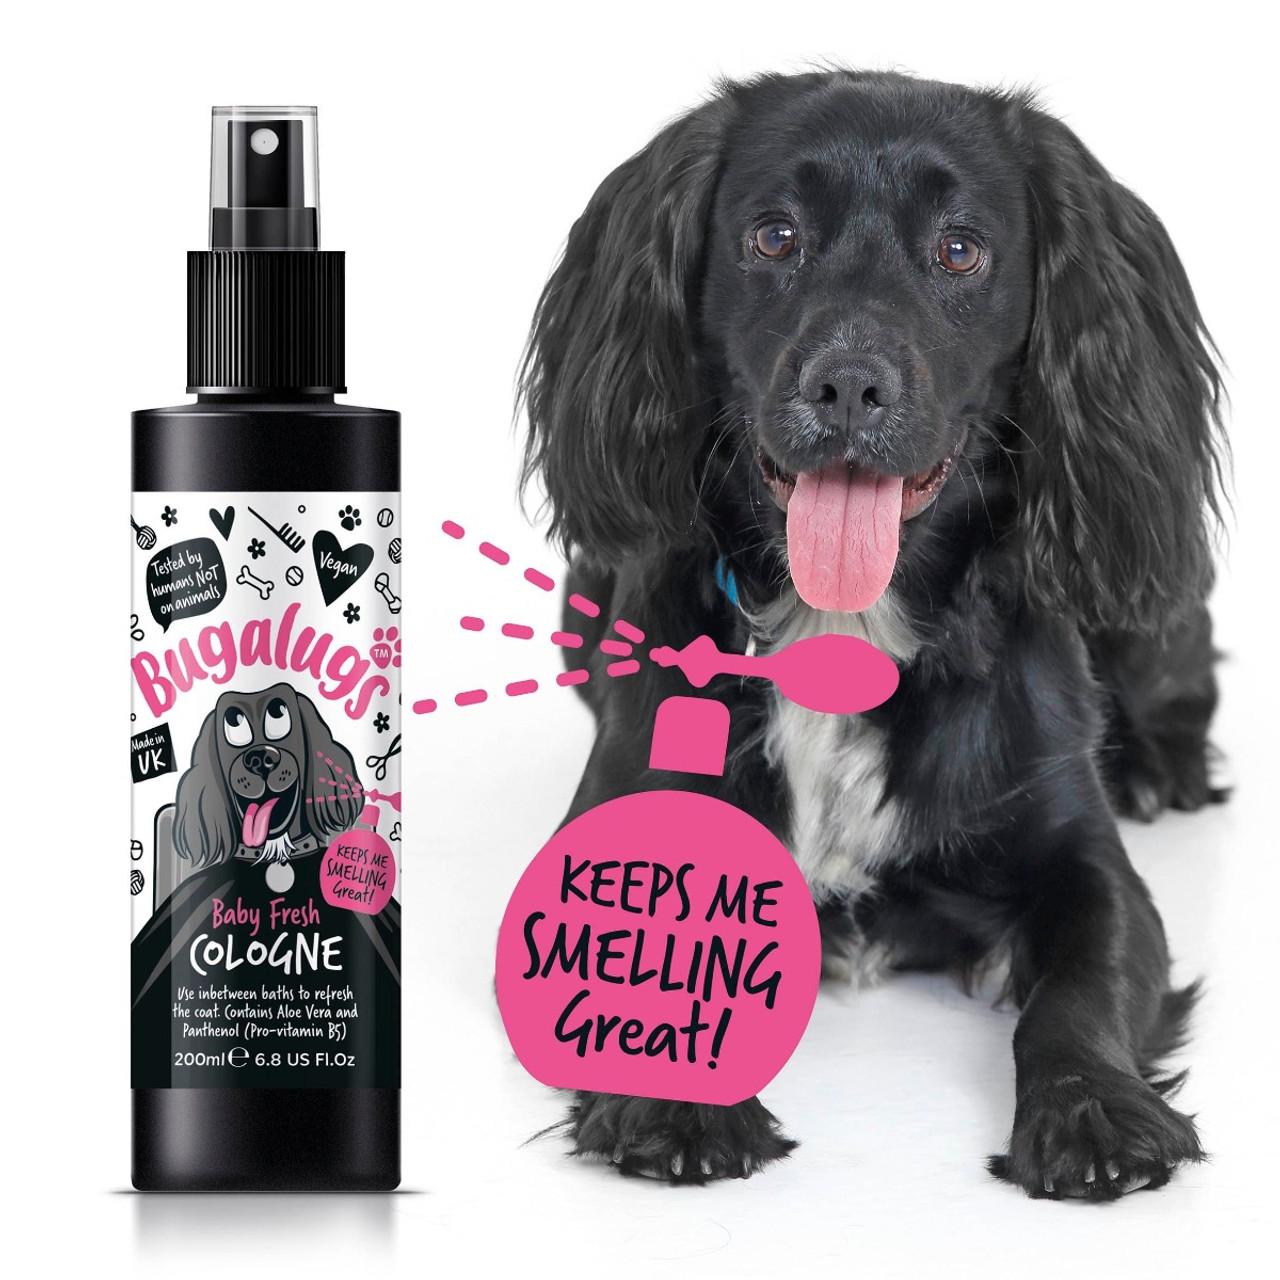 Tested by
humans NOT
on animals
Vegan
Bugalugs
TM
Made in
UK
KEEPS ME
SMELLING
Great!
Baby Fresh
COLOGNE
Use inbetween baths to refresh
the coat. Contains Aloe Vera and
Panthenol (Pro-vitamin B5)
200ml e 6.8 US Fl.Oz
KEEPS ME
SMELLING
Great!